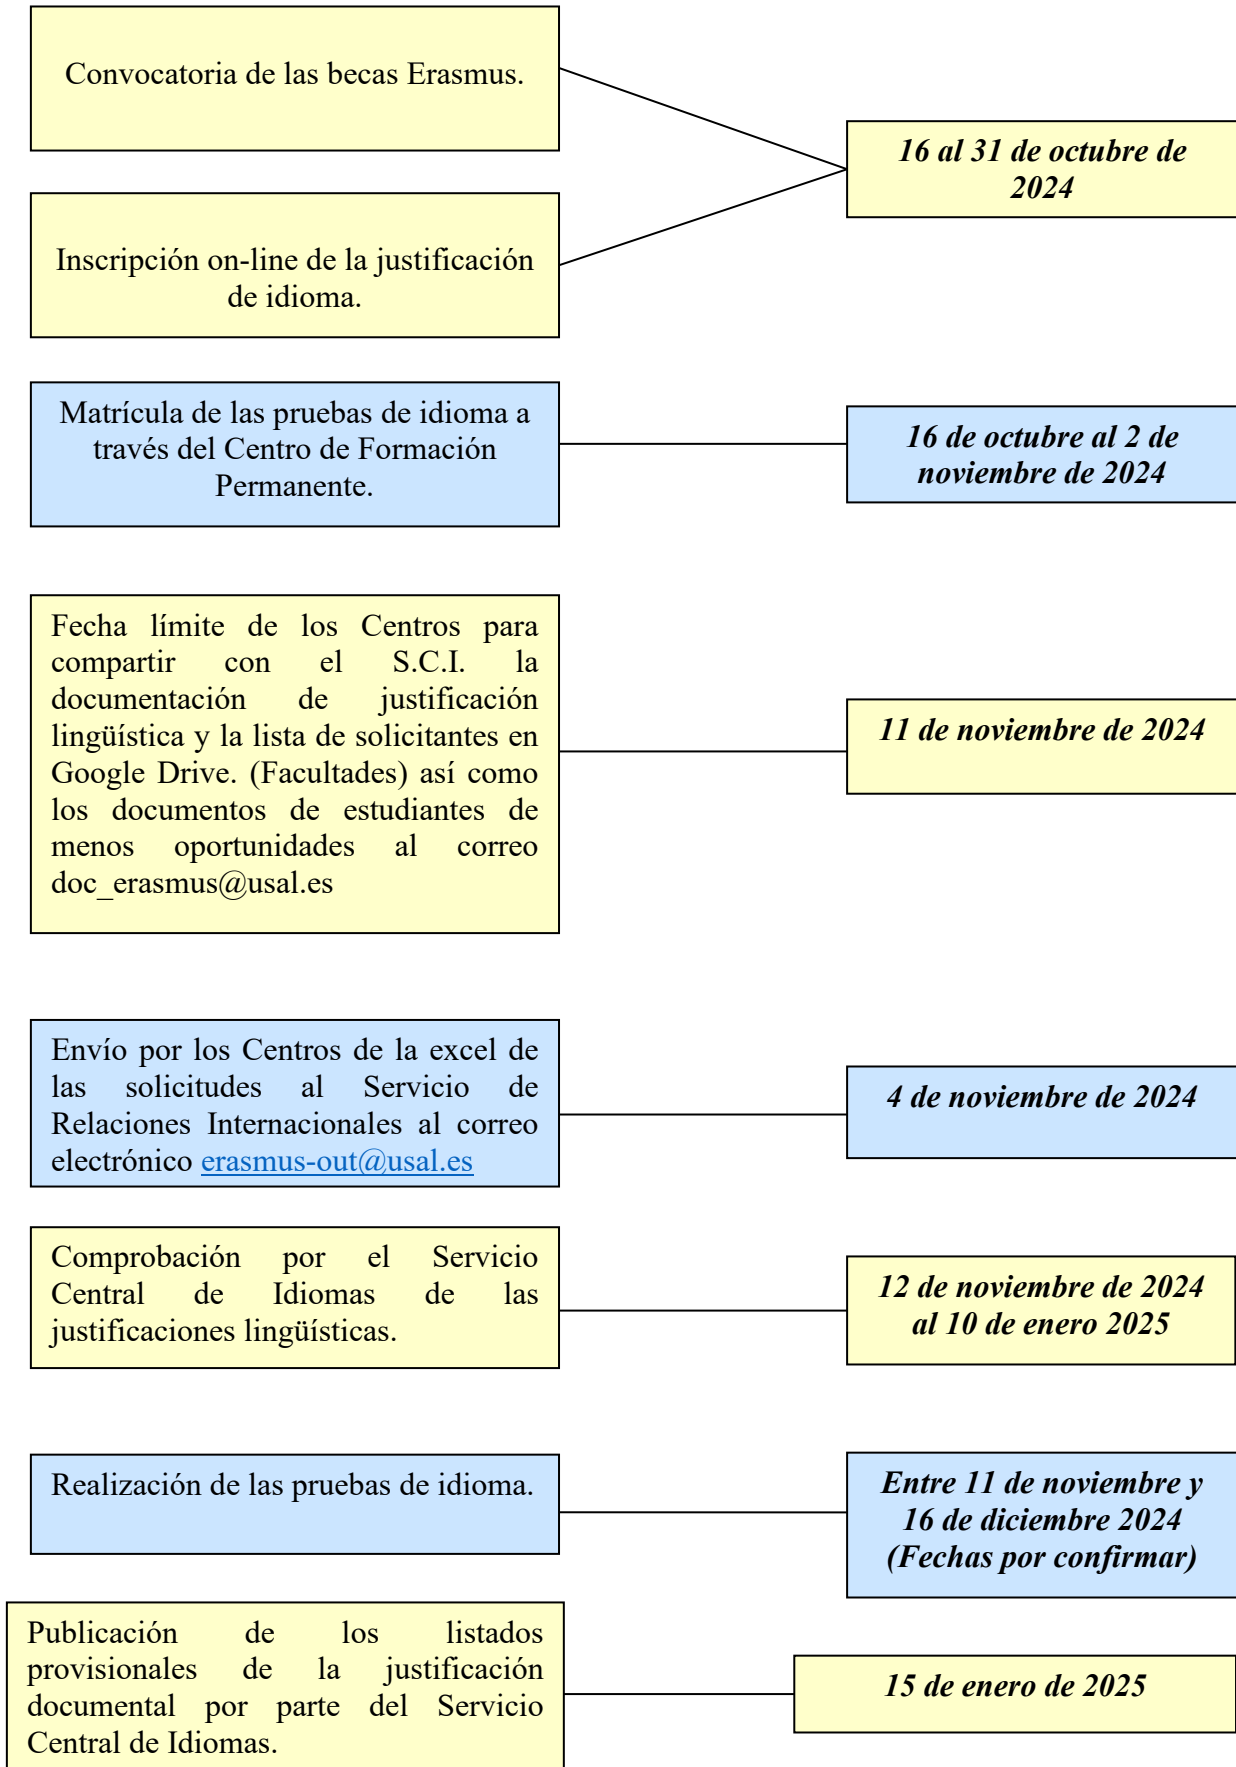 Convocatoria de las becas Erasmus.
16 al 31 de octubre de
2024
Inscripción on-line de la justificación
de idioma.
Matrícula de las pruebas de idioma a
través del Centro de Formación
Permanente.
16 de octubre al 2 de
noviembre de 2024
Fecha límite de los Centros para
compartir con el S.C.I. la
documentación de justificación
lingüística y la lista de solicitantes en
Google Drive. (Facultades) así como
los documentos de estudiantes de
menos oportunidades al correo
doc_erasmus@usal.es
11 de noviembre de 2024
Envío por los Centros de la excel de
las solicitudes al Servicio de
Relaciones Internacionales al correo
electrónico erasmus-out@usal.es
4 de noviembre de 2024
Comprobación por el Servicio
Central de Idiomas de las
justificaciones lingüísticas.
12 de noviembre de 2024
al 10 de enero 2025
Realización de las pruebas de idioma.
Entre 11 de noviembre y
16 de diciembre 2024
(Fechas por confirmar)
Publicación de los listados
provisionales de la justificación
documental por parte del Servicio
Central de Idiomas.
15 de enero de 2025